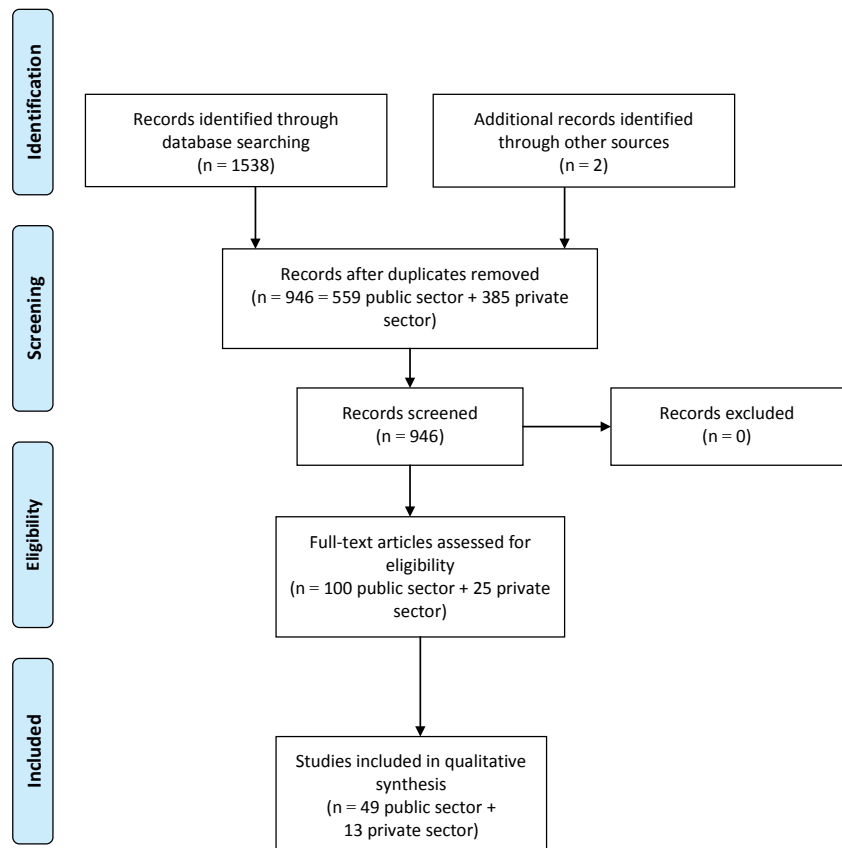 Identification
Records identified through
database searching
(n = 1538)
Additional records identified
through other sources
(n = 2)
Screening
Records after duplicates removed
(n = 946 = 559 public sector + 385 private
sector)
Records screened
(n = 946)
Records excluded
(n = 0)
Eligibility
Full-text articles assessed for
eligibility
(n = 100 public sector + 25 private
sector)
Included
Studies included in qualitative
synthesis
(n = 49 public sector +
13 private sector)